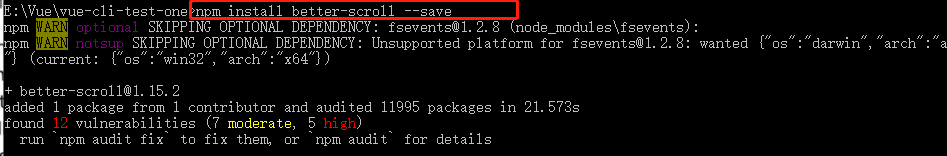 E:\Vue\vue-cli-test-one>npm install better-scroll --save
npm WARN optional SKIPPING OPTIONAL DEPENDENCY: fsevents@1.2.8 (node_modules\fsevents):
npm WARN notsup SKIPPING OPTIONAL DEPENDENCY: Unsupported platform for fsevents@1.2.8: wanted {"os":"darwin","arch":"a
"} (current: {"os":"win32","arch":"x64"})
+ better-scroll@1.15.2
added 1 package from 1 contributor and audited 11995 packages in 21.573s
found 12 vulnerabilities (7 moderate, 5 high)
run `npm audit fix` to fix them, or `npm audit` for details